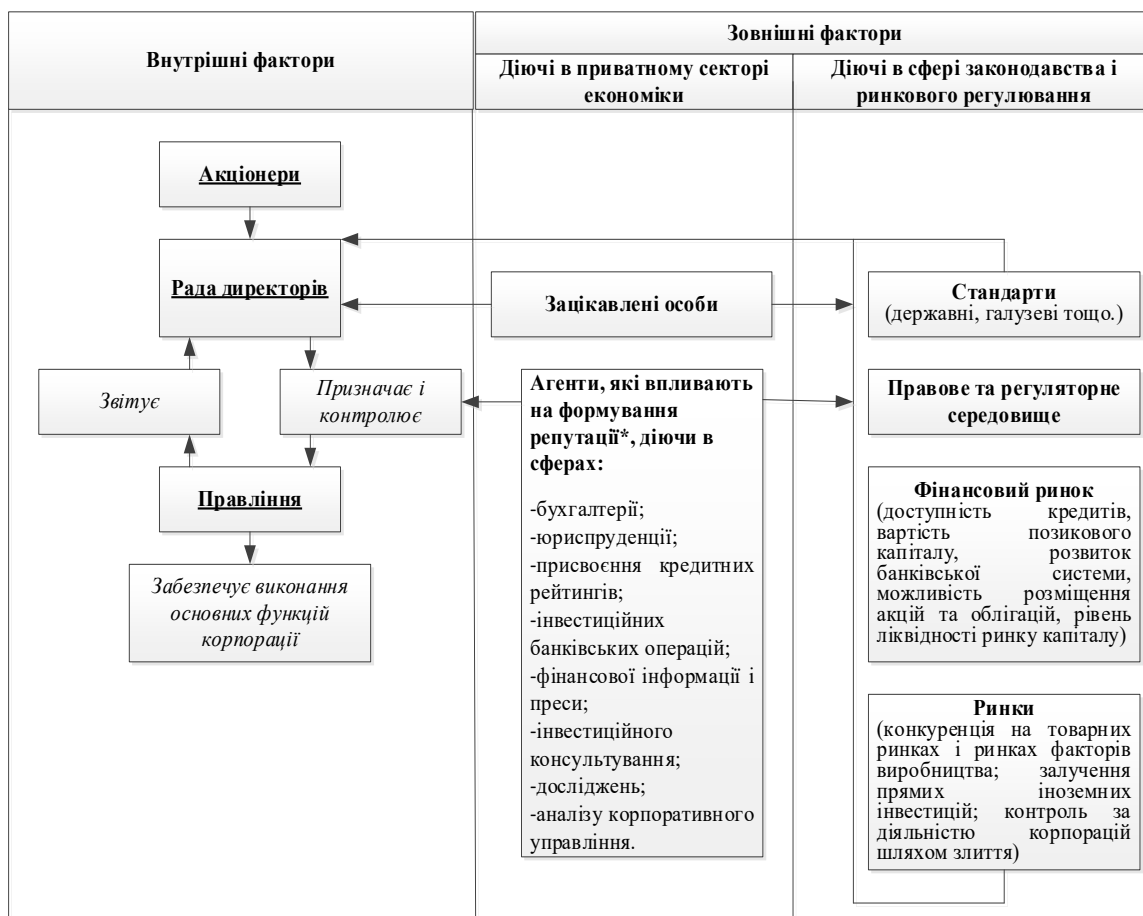 Внутрішні фактори
Зовнішні фактори
Діючі в приватному секторі
економіки
Діючі в сфері законодавства і
ринкового регулювання
Акціонери
Рада директорів
Звітує
Призначає і
контролює
Правління
Забезпечує виконання
основних функцій
корпорації
Зацікавлені особи
Агенти, які впливають
на формування
репутації*, діючи в
сферах:
-бухгалтерії;
-юриспруденції;
-присвоєння кредитних
рейтингів;
-інвестиційних
банківських операцій;
-фінансової інформації і
преси;
-інвестиційного
консультування;
-досліджень;
-аналізу корпоративного
управління.
Стандарти
(державні, галузеві тощо.)
Правове та регуляторне
середовище
Фінансовий ринок
(доступність кредитів,
вартість позикового
капіталу, розвиток
банківської системи,
можливість розміщення
акцій та облігацій, рівень
ліквідності ринку капіталу)
Ринки
(конкуренція на товарних
ринках і ринках факторів
виробництва; залучення
прямих іноземних
інвестицій; контроль за
діяльністю корпорацій
шляхом злиття)